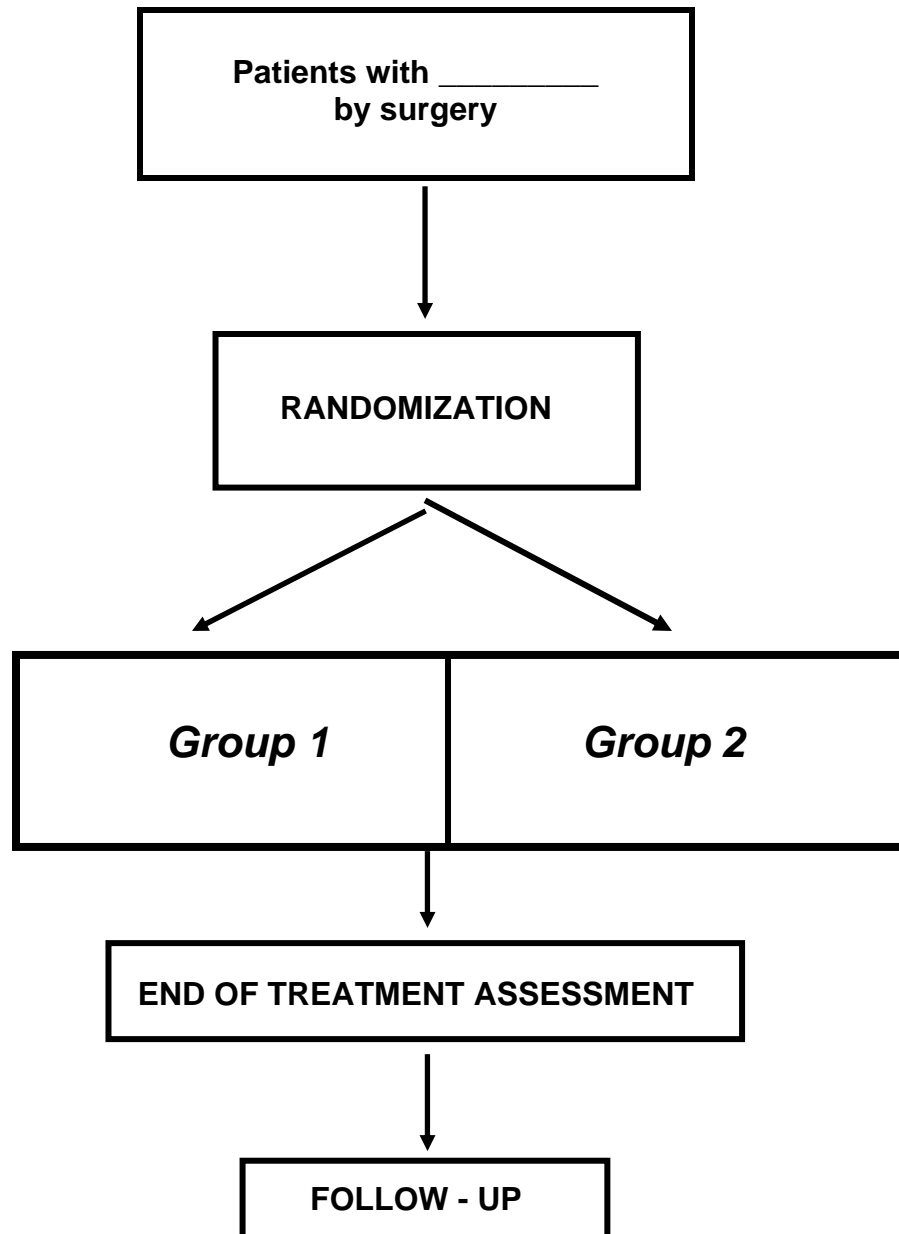 Patients with _________
by surgery
RANDOMIZATION
Group 1
Group 2
END OF TREATMENT ASSESSMENT
FOLLOW - UP